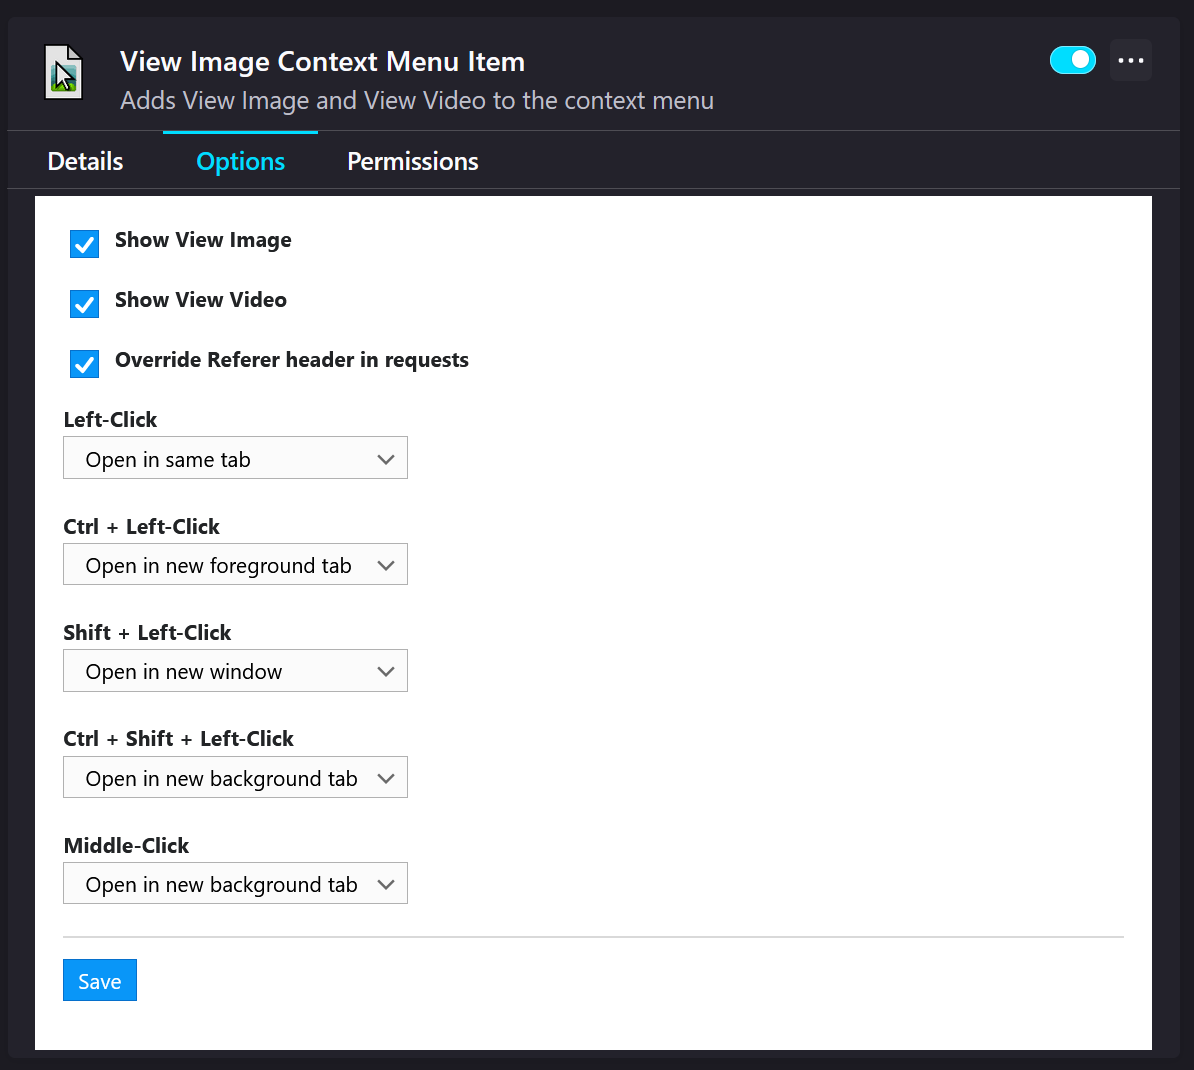 View Image Context Menu Item
Adds View Image and View Video to the context menu
Details Options Permissions
Show View Image
Show View Video
Override Referer header in requests
Left-Click
Open in same tab
Ctrl + Left-Click
Open in new foreground tab
Shift + Left-Click
Open in new window
Ctrl + Shift + Left-Click
Open in new background tab
Middle-Click
Open in new background tab
Save